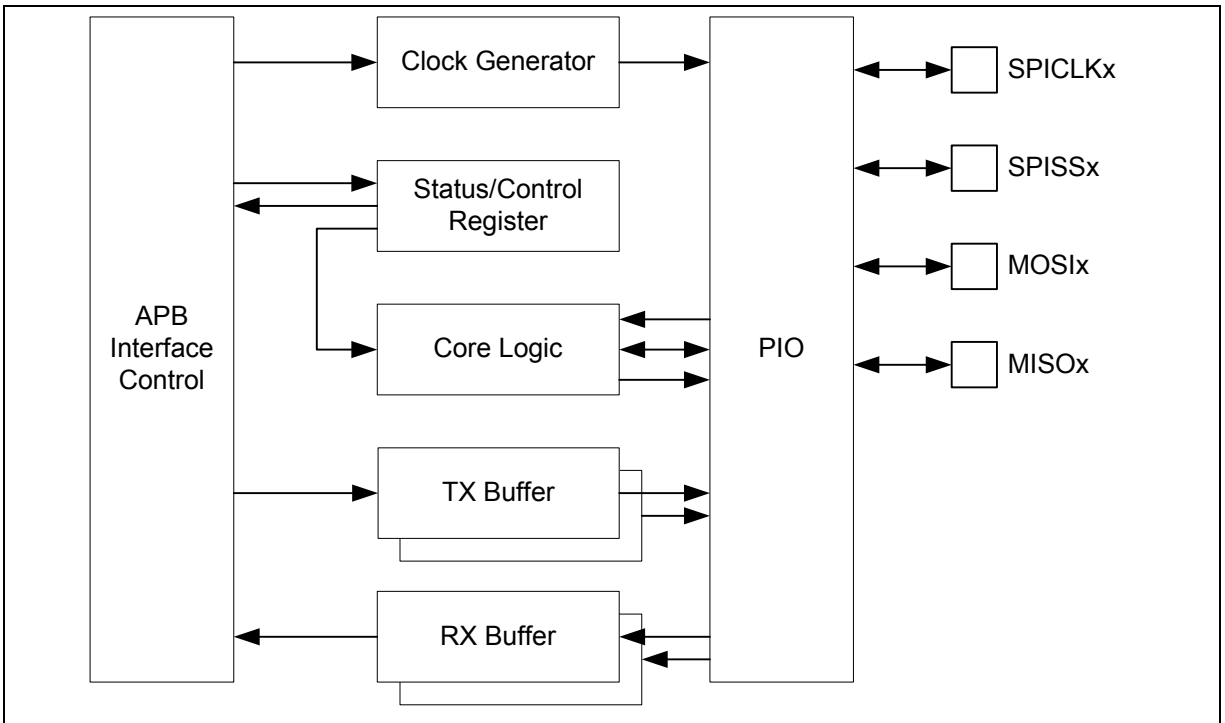 Clock Generator
SPICLKx
SPISSx
Status/Control
Register
MOSIx
APB
Interface
Control
Core Logic
PIO
MISOx
TX Buffer
RX Buffer